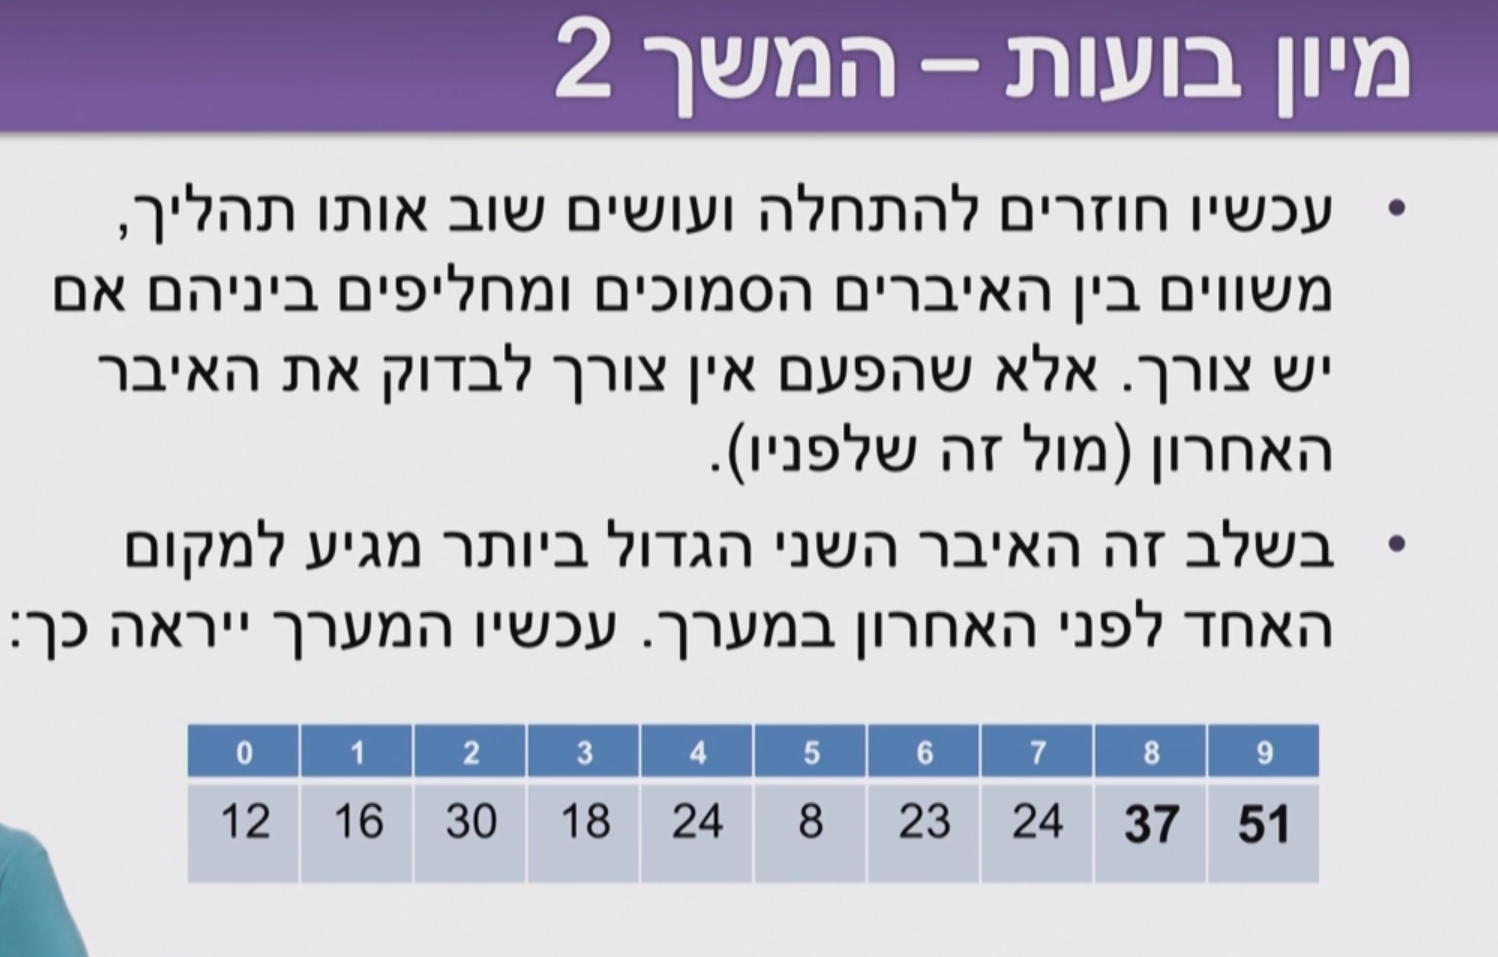 מיון בועות – המשך 2
• עכשיו חוזרים להתחלה ועושים שוב אותו תהליך,
משווים בין האיברים הסמוכים ומחליפים ביניהם אם
יש צורך. אלא שהפעם אין צורך לבדוק את האיבר
האחרון (מול זה שלפניו).
• בשלב זה האיבר השני הגדול ביותר מגיע למקום
האחד לפני האחרון במערך. עכשיו המערך ייראה כך:
0 1 2 3 4 5 6 7 8 9
12 16 30 18 24 8 23 24 37 51